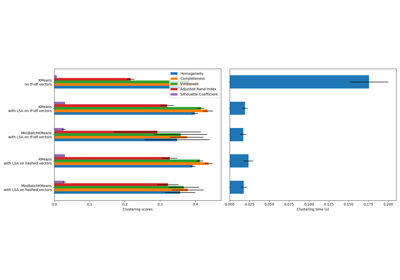 Homogeneity
Completeness
V-measure
Adjusted Rand-Index
Silhouette Coefficient
KMeans
on tf-idf vectors
KMeans
with LSA on tf-idf vectors
MiniBatchKMeans
with LSA on tf-idf vectors
KMeans
with LSA on hashed vectors
MiniBatchKMeans
with LSA on hashed vectors
0.0 0.1 0.2 0.3 0.4
Clustering scores
0.000 0.025 0.050 0.075 0.100 0.125 0.150 0.175 0.200
Clustering time (s)